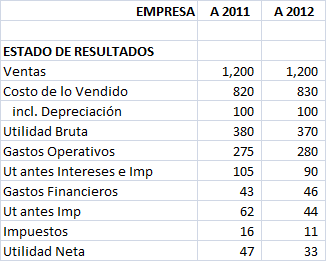 EMPRESA A 2011 A 2012
ESTADO DE RESULTADOS
Ventas 1,200 1,200
Costo de lo Vendido 820 830
incl. Depreciación 100 100
Utilidad Bruta 380 370
Gastos Operativos 275 280
Ut antes Intereses e Imp 105 90
Gastos Financieros 43 46
Ut antes Imp 62 44
Impuestos 16 11
Utilidad Neta 47 33